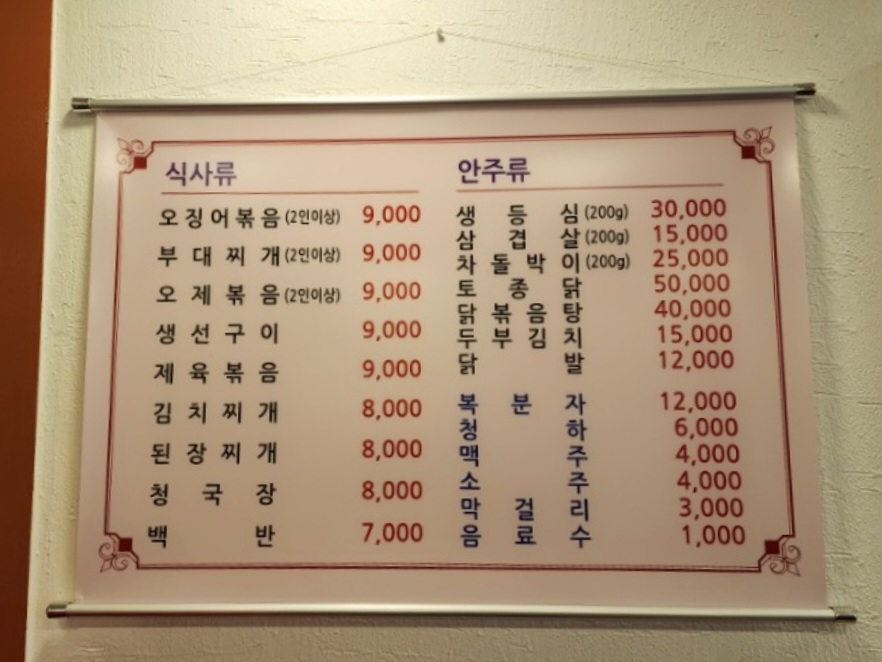 식사류
오징어볶음(2인이상) 9,000
부대찌개(2인이상) 9,000
오제볶음(2인이상) 9,000
생선구이 9,000
제육볶음 9,000
김치찌개 8,000
된장찌개 8,000
청국장 8,000
백반 7,000
안주류
생등심(200g) 30,000
삼겹살(200g) 15,000
차돌박이(200g) 25,000
토종닭 50,000
닭볶음탕 40,000
두부김치 15,000
닭발 12,000
복분자 12,000
청하 6,000
맥주 4,000
소주 4,000
막걸리 3,000
음료수 1,000